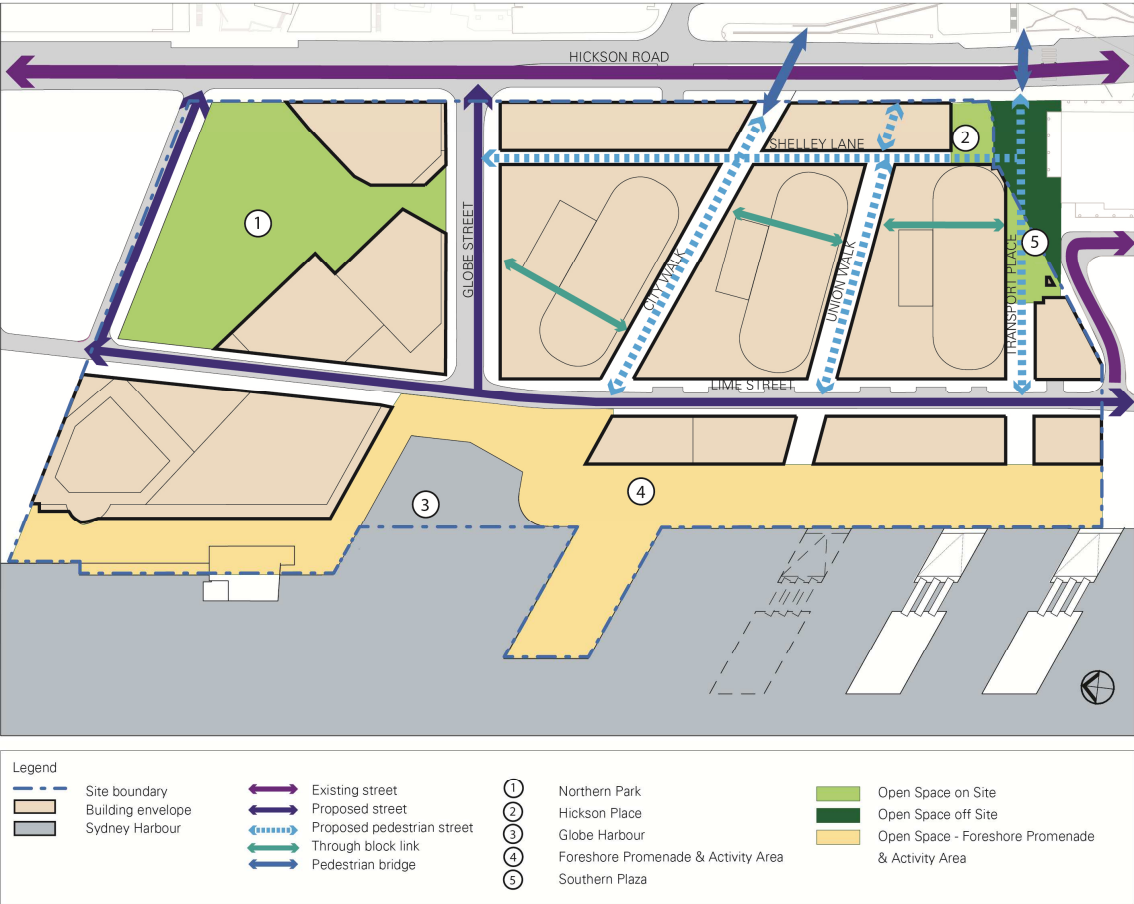 HICKSON ROAD
2
SHELLEY LANE
1
GLOBE STREET
CITY WALK
UNION WALK
TRANSPORT PLACE
5
LIME STREET
3
4
Legend
Site boundary
Building envelope
Sydney Harbour
Existing street
Proposed street
Proposed pedestrian street
Through block link
Pedestrian bridge
1 Northern Park
2 Hickson Place
3 Globe Harbour
4 Foreshore Promenade & Activity Area
5 Southern Plaza
Open Space on Site
Open Space off Site
Open Space - Foreshore Promenade
& Activity Area